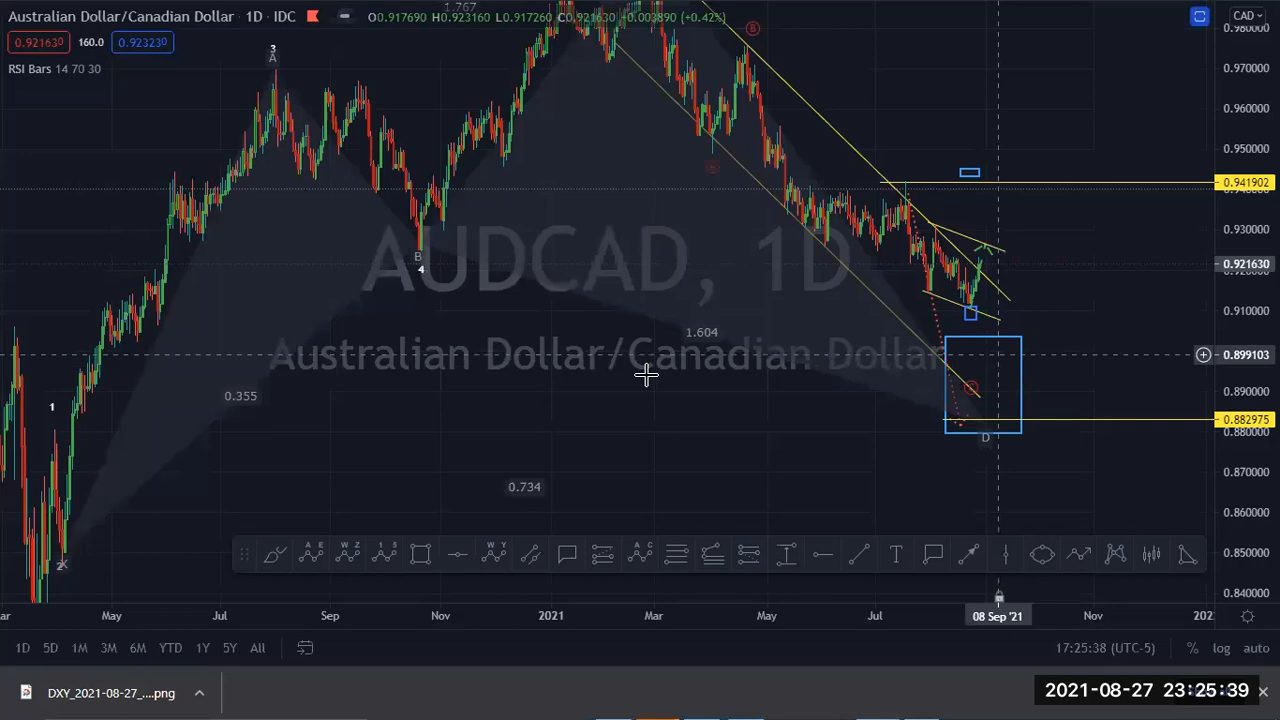 Australian Dollar/Canadian Dollar · 1D · IDC
O0.917690 H0.923160 L0.917260 C0.921630 +0.003890 (+0.42%)
CAD
0.921630 160.0 0.923230
RSI Bars 14 70 30
1.767
B
3
A
B
4
1
2
X
D
0.355
0.734
1.604
AUDCAD, 1D
Australian Dollar/Canadian Dollar
0.980000
0.970000
0.960000
0.950000
0.941902
0.930000
0.921630
0.910000
0.899103
0.890000
0.882975
0.880000
0.870000
0.860000
0.850000
0.840000
A E W Z 1 5 W Y A C
May Jul Sep Nov 2021 Mar May Jul 08 Sep '21 Nov 202
1D 5D 1M 3M 6M YTD 1Y 5Y All
17:25:38 (UTC-5) % log auto
DXY_2021-08-27_....png
2021-08-27 23:25:39